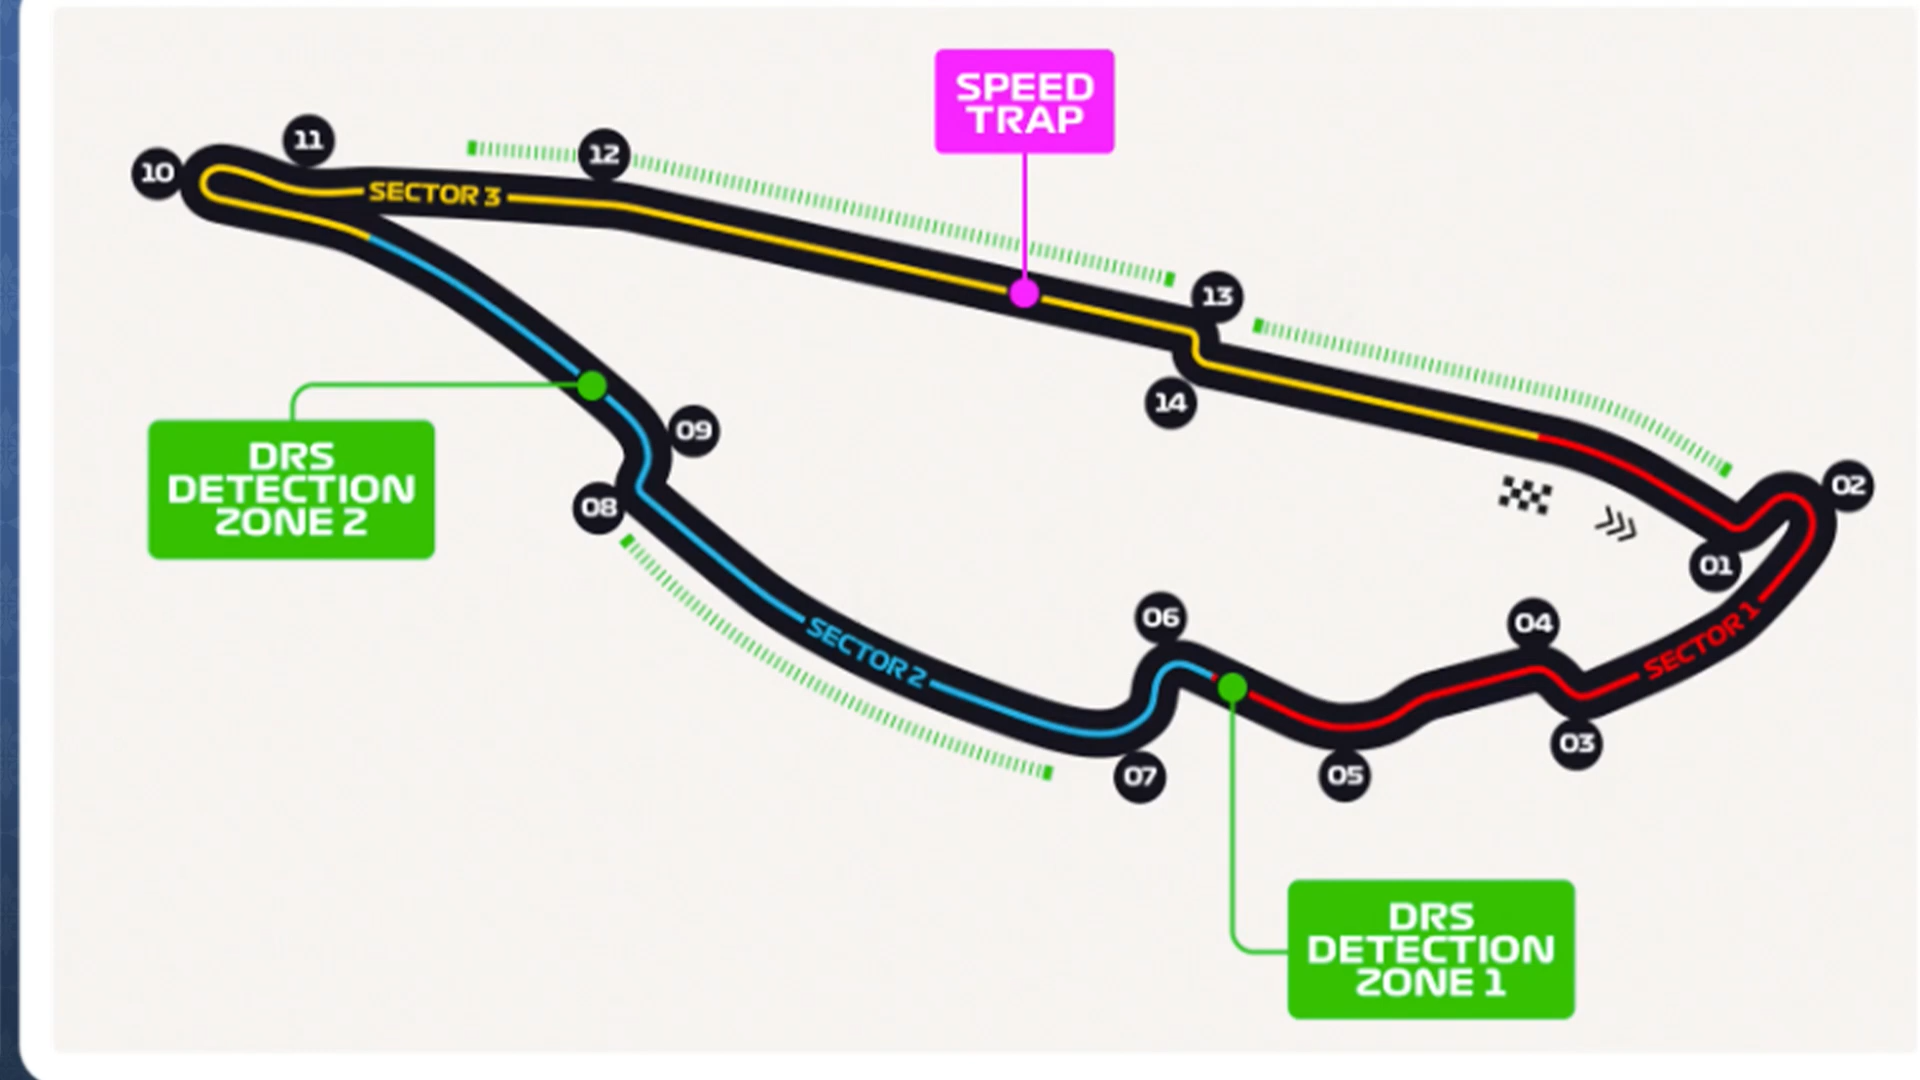 SPEED
TRAP
11
12
10
SECTOR 3
13
14
09
02
DRS
DETECTION
ZONE 2
08
01
06
04
SECTOR 1
SECTOR 2
03
07
05
DRS
DETECTION
ZONE 1